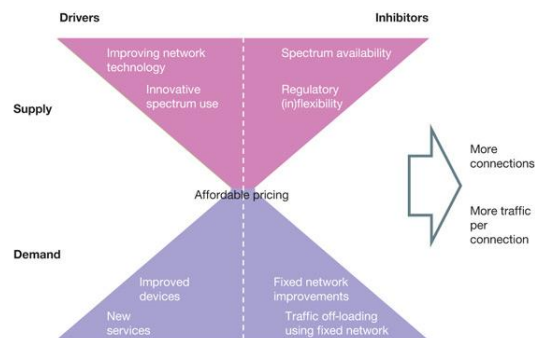 Drivers
Inhibitors
Improving network
technology
Spectrum availability
Innovative
spectrum use
Regulatory
(in)flexibility
Supply
More
connections
Affordable pricing
More traffic
per
connection
Demand
Improved
devices
Fixed network
improvements
New
services
Traffic off-loading
using fixed network